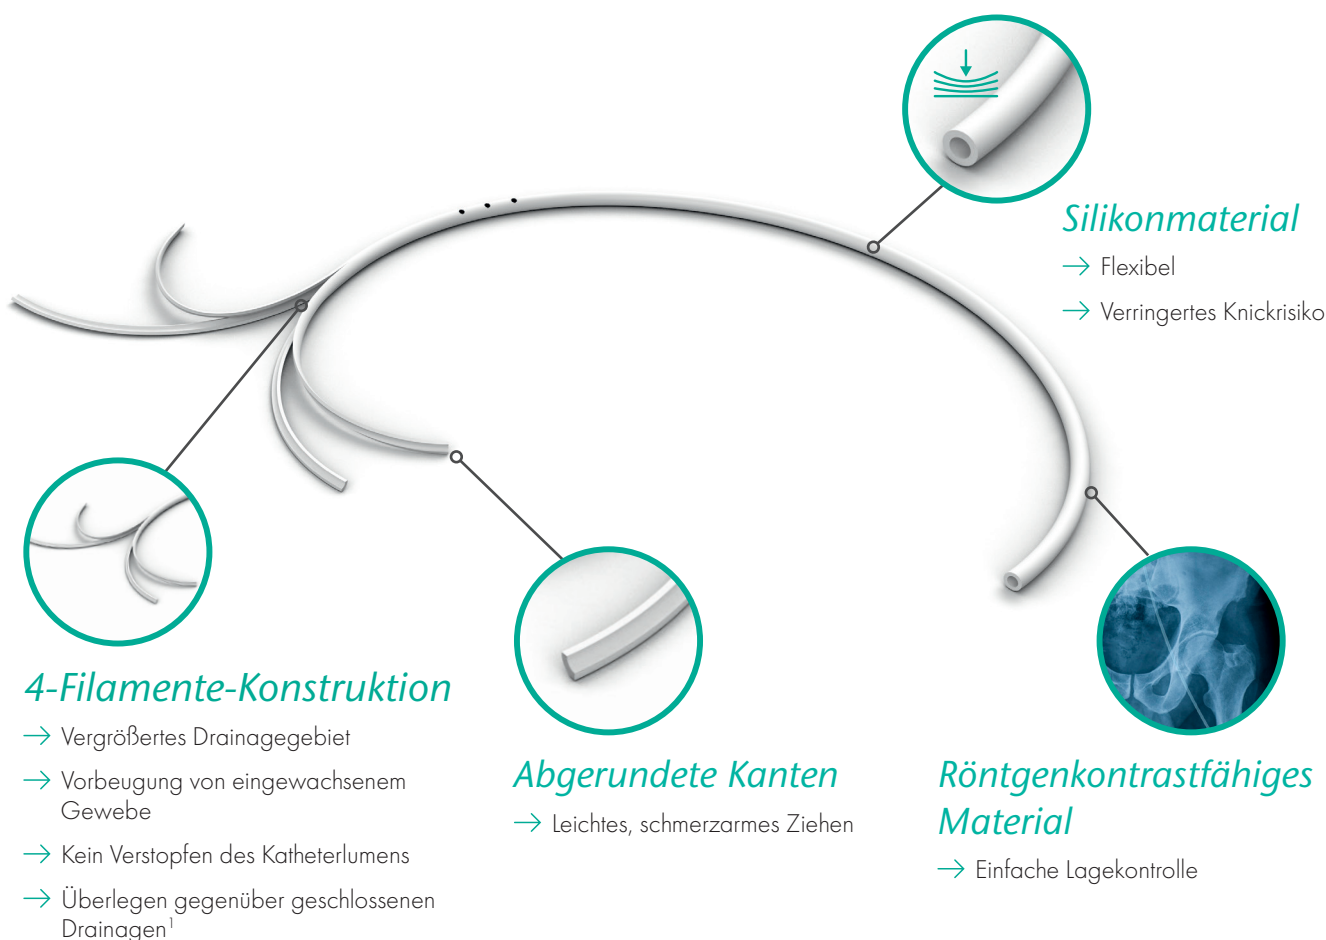 Silikonmaterial
→ Flexibel
→ Verringertes Knickrisiko
4-Filamente-Konstruktion
→ Vergrößertes Drainagegebiet
→ Vorbeugung von eingewachsenem
Gewebe
→ Kein Verstopfen des Katheterlumens
→ Überlegen gegenüber geschlossenen
Drainagen¹
Abgerundete Kanten
→ Leichtes, schmerzarmes Ziehen
Röntgenkontrastfähiges
Material
→ Einfache Lagekontrolle